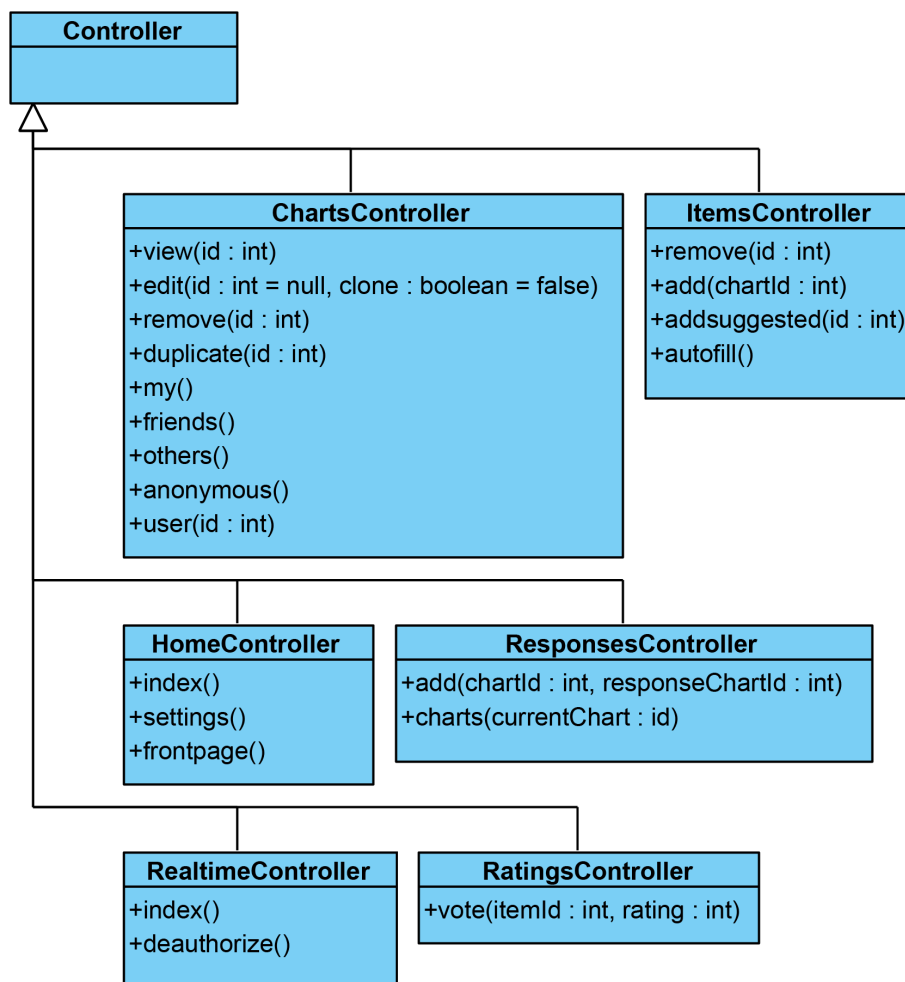 Controller
ChartsController
+view(id : int)
+edit(id : int = null, clone : boolean = false)
+remove(id : int)
+duplicate(id : int)
+my()
+friends()
+others()
+anonymous()
+user(id : int)
ItemsController
+remove(id : int)
+add(chartId : int)
+addsuggested(id : int)
+autofill()
HomeController
+index()
+settings()
+frontpage()
ResponsesController
+add(chartId : int, responseChartId : int)
+charts(currentChart : id)
RealtimeController
+index()
+deauthorize()
RatingsController
+vote(itemId : int, rating : int)